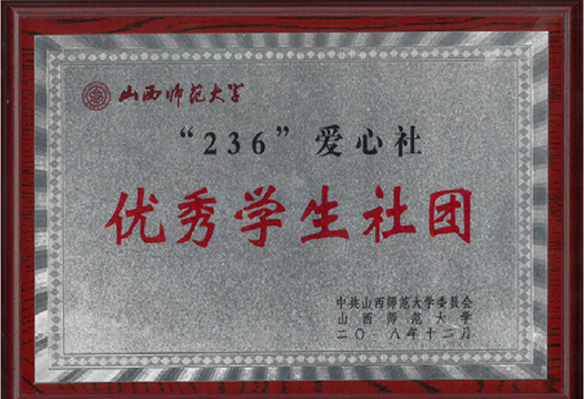 山西师范大学
“236”爱心社
优秀学生社团
中共山西师范大学委员会
山西师范大学
二〇一八年十二月